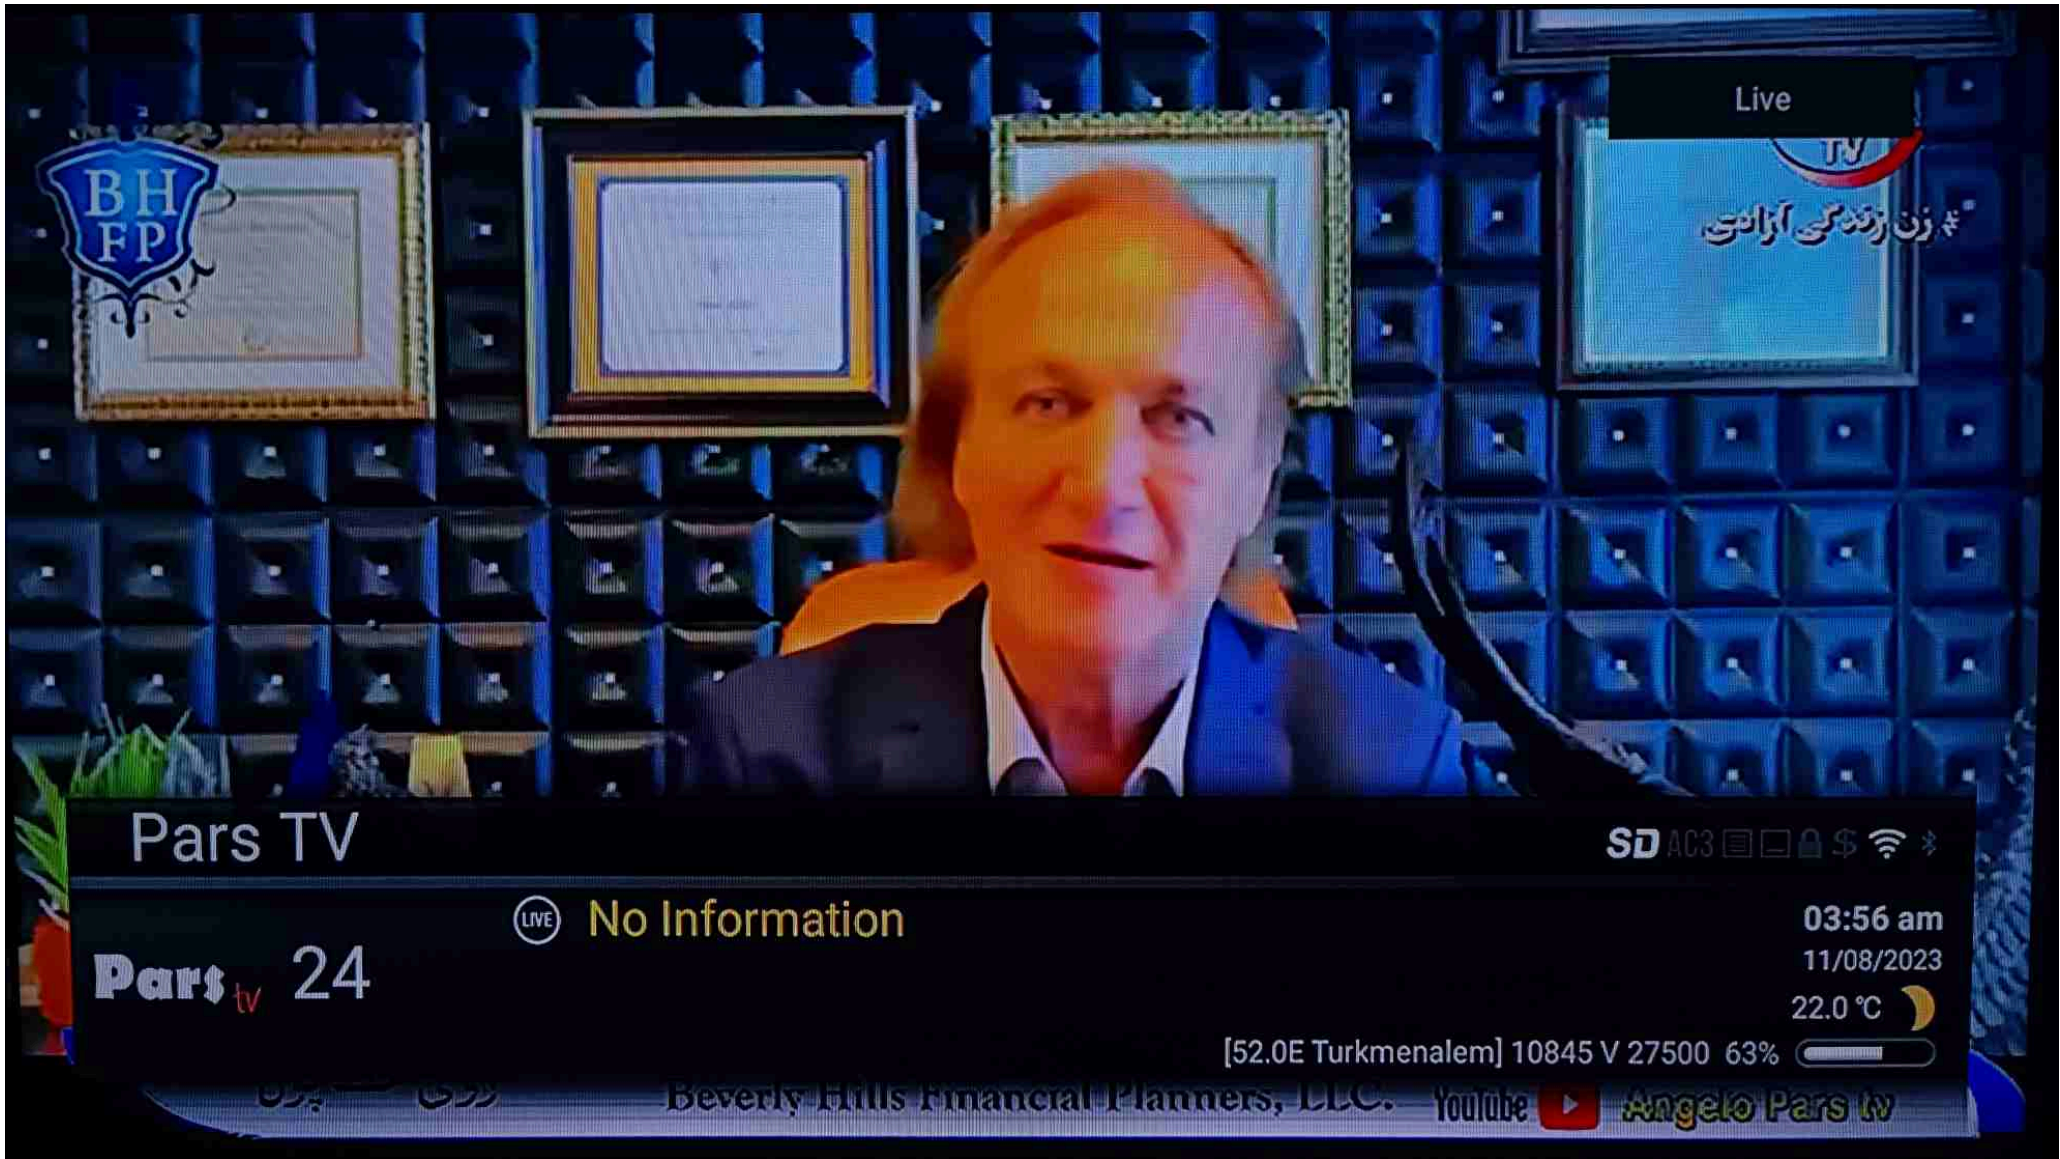 Live
BH
FP
TV
# زن زندگی آزادی
Pars TV
SD AC3 $
LIVE No Information
03:56 am
11/08/2023
Pars tv 24
22.0 °C
[52.0E Turkmenalem] 10845 V 27500 63%
Beverly Hills Financial Planners, LLC. YouTube Angelo Pars tv